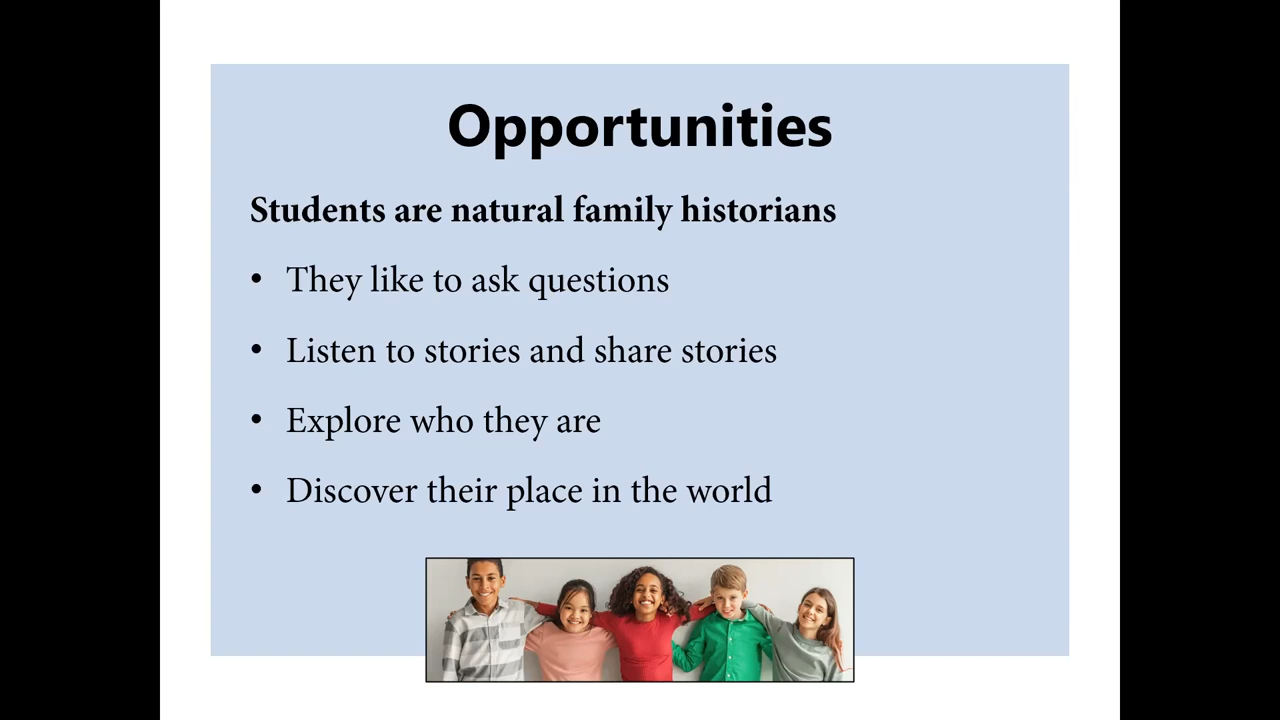 Opportunities
Students are natural family historians
• They like to ask questions
• Listen to stories and share stories
• Explore who they are
• Discover their place in the world